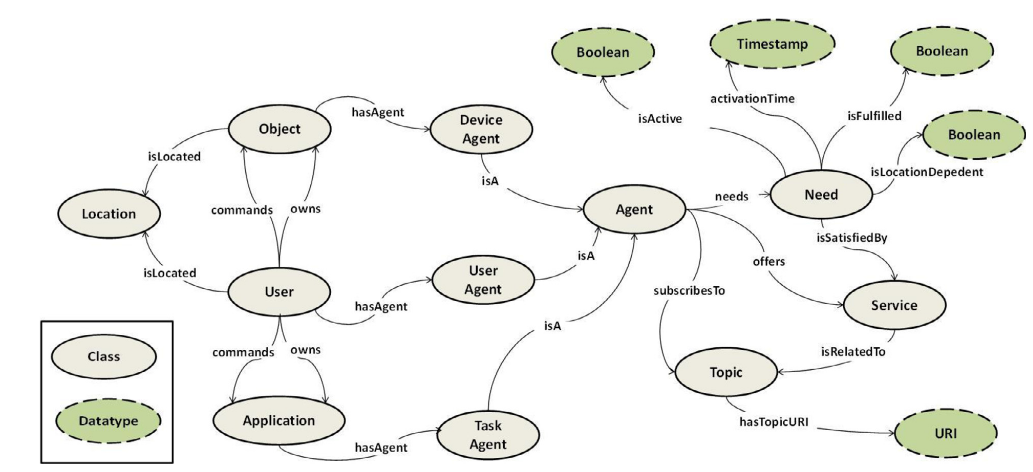 Boolean
Timestamp
Boolean
activationTime
Object
hasAgent
Device
Agent
isActive
isFulfilled
Boolean
isLocated
isA
isLocationDepedent
Location
commands
owns
Agent
needs
Need
isSatisfiedBy
isLocated
User
hasAgent
User
Agent
isA
subscribesTo
offers
Service
Class
commands
owns
isA
isRelatedTo
Topic
Datatype
Application
hasAgent
Task
Agent
hasTopicURI
URI